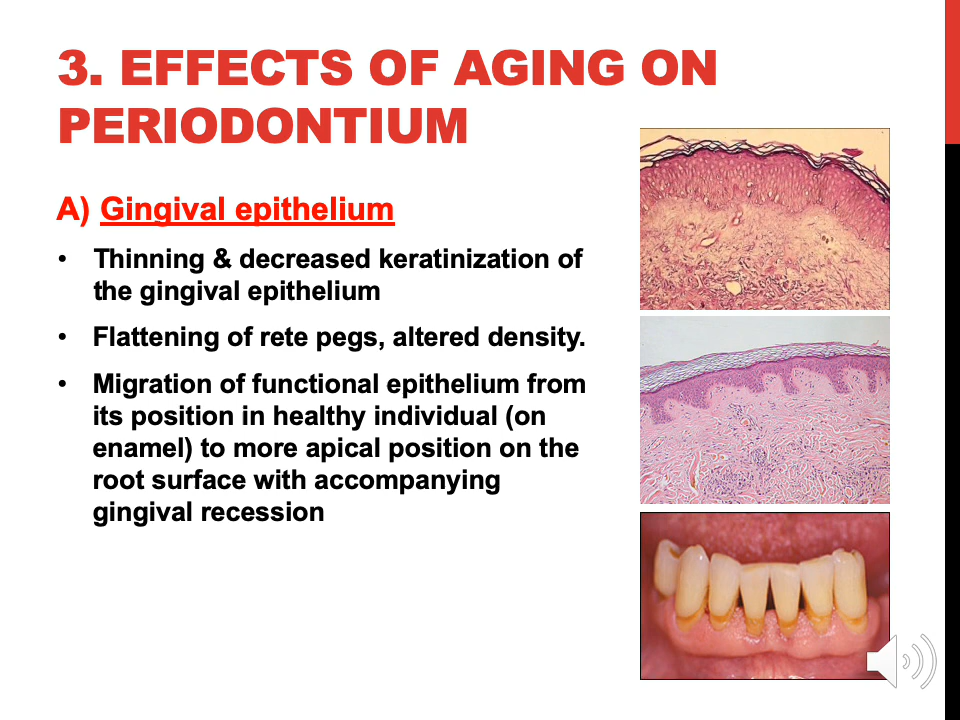 3. EFFECTS OF AGING ON
PERIODONTIUM
A) Gingival epithelium
• Thinning & decreased keratinization of
the gingival epithelium
• Flattening of rete pegs, altered density.
• Migration of functional epithelium from
its position in healthy individual (on
enamel) to more apical position on the
root surface with accompanying
gingival recession